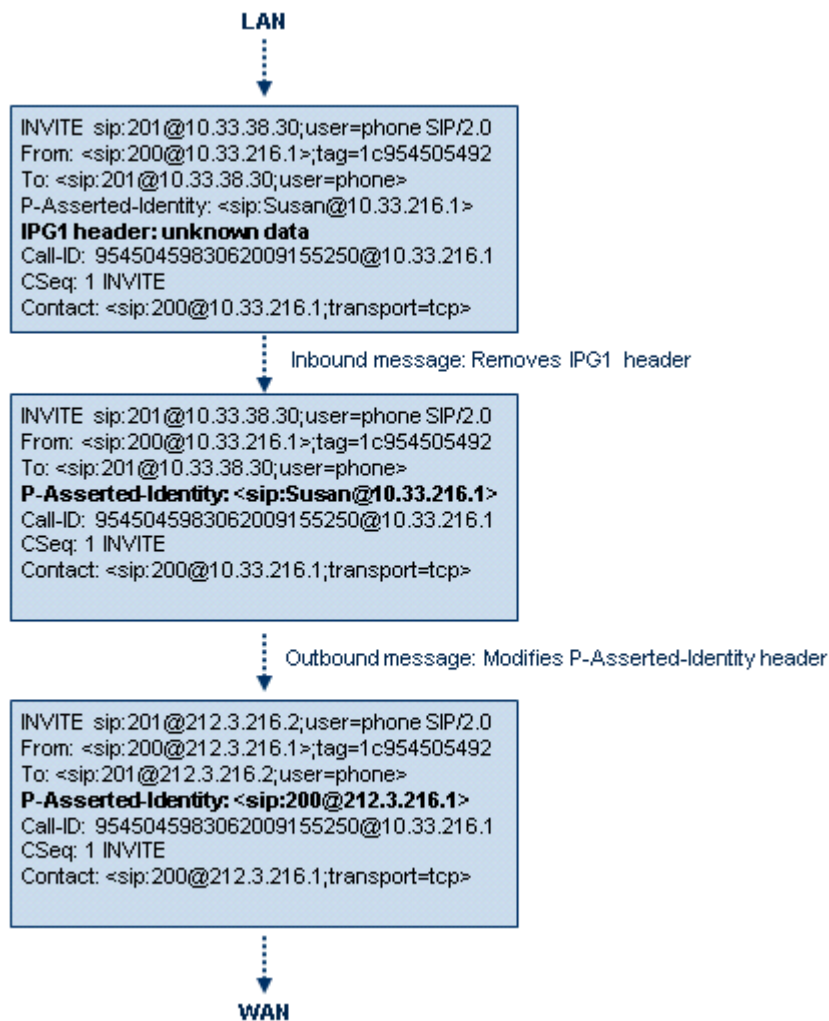 LAN
INVITE sip:201@10.33.38.30;user=phone SIP/2.0
From: <sip:200@10.33.216.1>;tag=1c954505492
To: <sip:201@10.33.38.30;user=phone>
P-Asserted-Identity: <sip:Susan@10.33.216.1>
IPG1 header: unknown data
Call-ID: 95450459830620091​55250@10.33.216.1
CSeq: 1 INVITE
Contact: <sip:200@10.33.216.1;transport=tcp>
Inbound message: Removes IPG1 header
INVITE sip:201@10.33.38.30;user=phone SIP/2.0
From: <sip:200@10.33.216.1>;tag=1c954505492
To: <sip:201@10.33.38.30;user=phone>
P-Asserted-Identity: <sip:Susan@10.33.216.1>
Call-ID: 9545045983062009155250@10.33.216.1
CSeq: 1 INVITE
Contact: <sip:200@10.33.216.1;transport=tcp>
Outbound message: Modifies P-Asserted-Identity header
INVITE sip:201@212.3.216.2;user=phone SIP/2.0
From: <sip:200@212.3.216.1>;tag=1c954505492
To: <sip:201@212.3.216.2;user=phone>
P-Asserted-Identity: <sip:200@212.3.216.1>
Call-ID: 9545045983062009155250@10.33.216.1
CSeq: 1 INVITE
Contact: <sip:200@212.3.216.1;transport=tcp>
WAN